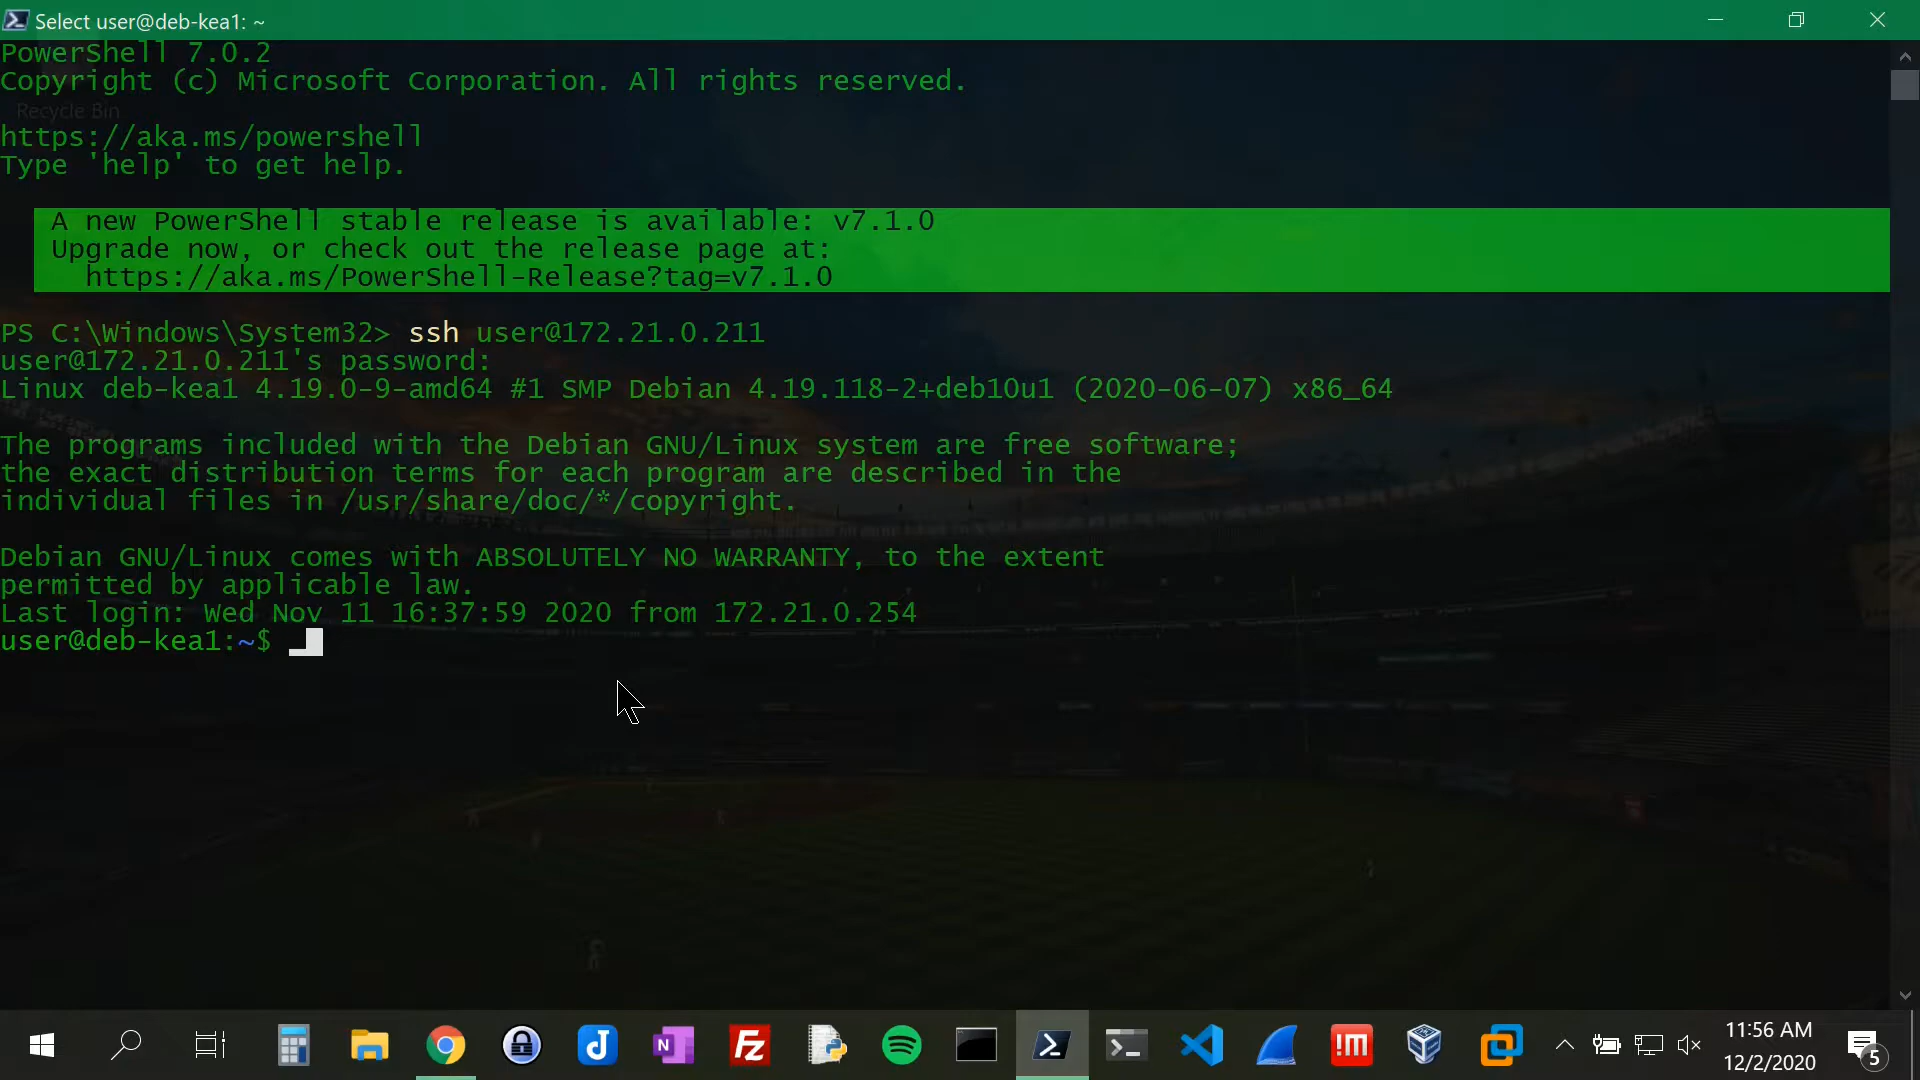 Select user@deb-kea1: ~
PowerShell 7.0.2
Copyright (c) Microsoft Corporation. All rights reserved.
Recycle Bin
https://aka.ms/powershell
Type 'help' to get help.
A new PowerShell stable release is available: v7.1.0
Upgrade now, or check out the release page at:
https://aka.ms/PowerShell-Release?tag=v7.1.0
PS C:\Windows\System32> ssh user@172.21.0.211
user@172.21.0.211's password:
Linux deb-kea1 4.19.0-9-amd64 #1 SMP Debian 4.19.118-2+deb10u1 (2020-06-07) x86_64
The programs included with the Debian GNU/Linux system are free software;
the exact distribution terms for each program are described in the
individual files in /usr/share/doc/*/copyright.
Debian GNU/Linux comes with ABSOLUTELY NO WARRANTY, to the extent
permitted by applicable law.
Last login: Wed Nov 11 16:37:59 2020 from 172.21.0.254
user@deb-kea1:~$
11:56 AM
12/2/2020
5